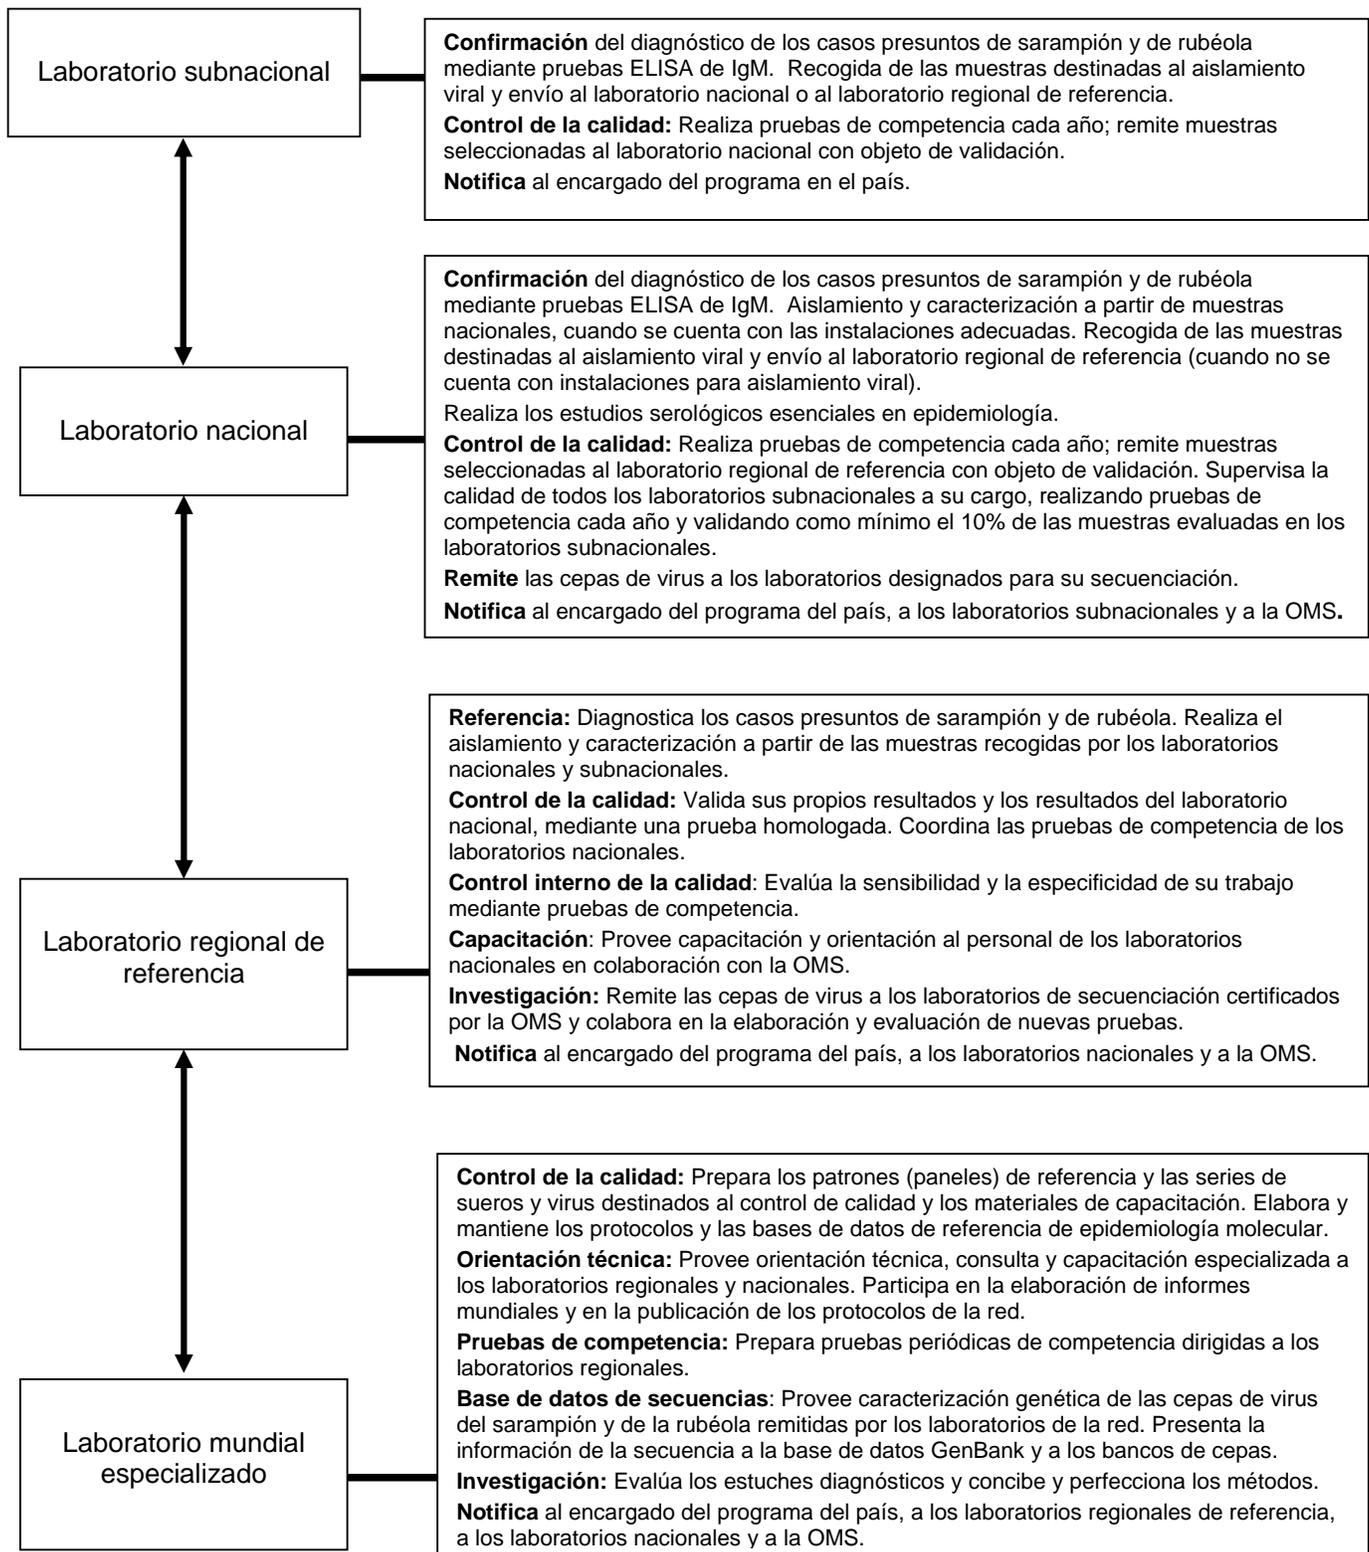 Laboratorio subnacional
Confirmación del diagnóstico de los casos presuntos de sarampión y de rubéola
mediante pruebas ELISA de IgM.  Recogida de las muestras destinadas al aislamiento
viral y envío al laboratorio nacional o al laboratorio regional de referencia.
Control de la calidad: Realiza pruebas de competencia cada año; remite muestras
seleccionadas al laboratorio nacional con objeto de validación.
Notifica al encargado del programa en el país.
Laboratorio nacional
Confirmación del diagnóstico de los casos presuntos de sarampión y de rubéola
mediante pruebas ELISA de IgM.  Aislamiento y caracterización a partir de muestras
nacionales, cuando se cuenta con las instalaciones adecuadas. Recogida de las muestras
destinadas al aislamiento viral y envío al laboratorio regional de referencia (cuando no se
cuenta con instalaciones para aislamiento viral).
Realiza los estudios serológicos esenciales en epidemiología.
Control de la calidad: Realiza pruebas de competencia cada año; remite muestras
seleccionadas al laboratorio regional de referencia con objeto de validación. Supervisa la
calidad de todos los laboratorios subnacionales a su cargo, realizando pruebas de
competencia cada año y validando como mínimo el 10% de las muestras evaluadas en los
laboratorios subnacionales.
Remite las cepas de virus a los laboratorios designados para su secuenciación.
Notifica al encargado del programa del país, a los laboratorios subnacionales y a la OMS.
Laboratorio regional de
referencia
Referencia: Diagnostica los casos presuntos de sarampión y de rubéola. Realiza el
aislamiento y caracterización a partir de las muestras recogidas por los laboratorios
nacionales y subnacionales.
Control de la calidad: Valida sus propios resultados y los resultados del laboratorio
nacional, mediante una prueba homologada. Coordina las pruebas de competencia de los
laboratorios nacionales.
Control interno de la calidad: Evalúa la sensibilidad y la especificidad de su trabajo
mediante pruebas de competencia.
Capacitación: Provee capacitación y orientación al personal de los laboratorios
nacionales en colaboración con la OMS.
Investigación: Remite las cepas de virus a los laboratorios de secuenciación certificados
por la OMS y colabora en la elaboración y evaluación de nuevas pruebas.
Notifica al encargado del programa del país, a los laboratorios nacionales y a la OMS.
Laboratorio mundial
especializado
Control de la calidad: Prepara los patrones (paneles) de referencia y las series de
sueros y virus destinados al control de calidad y los materiales de capacitación. Elabora y
mantiene los protocolos y las bases de datos de referencia de epidemiología molecular.
Orientación técnica: Provee orientación técnica, consulta y capacitación especializada a
los laboratorios regionales y nacionales. Participa en la elaboración de informes
mundiales y en la publicación de los protocolos de la red.
Pruebas de competencia: Prepara pruebas periódicas de competencia dirigidas a los
laboratorios regionales.
Base de datos de secuencias: Provee caracterización genética de las cepas de virus
del sarampión y de la rubéola remitidas por los laboratorios de la red. Presenta la
información de la secuencia a la base de datos GenBank y a los bancos de cepas.
Investigación: Evalúa los estuches diagnósticos y concibe y perfecciona los métodos.
Notifica al encargado del programa del país, a los laboratorios regionales de referencia,
a los laboratorios nacionales y a la OMS.